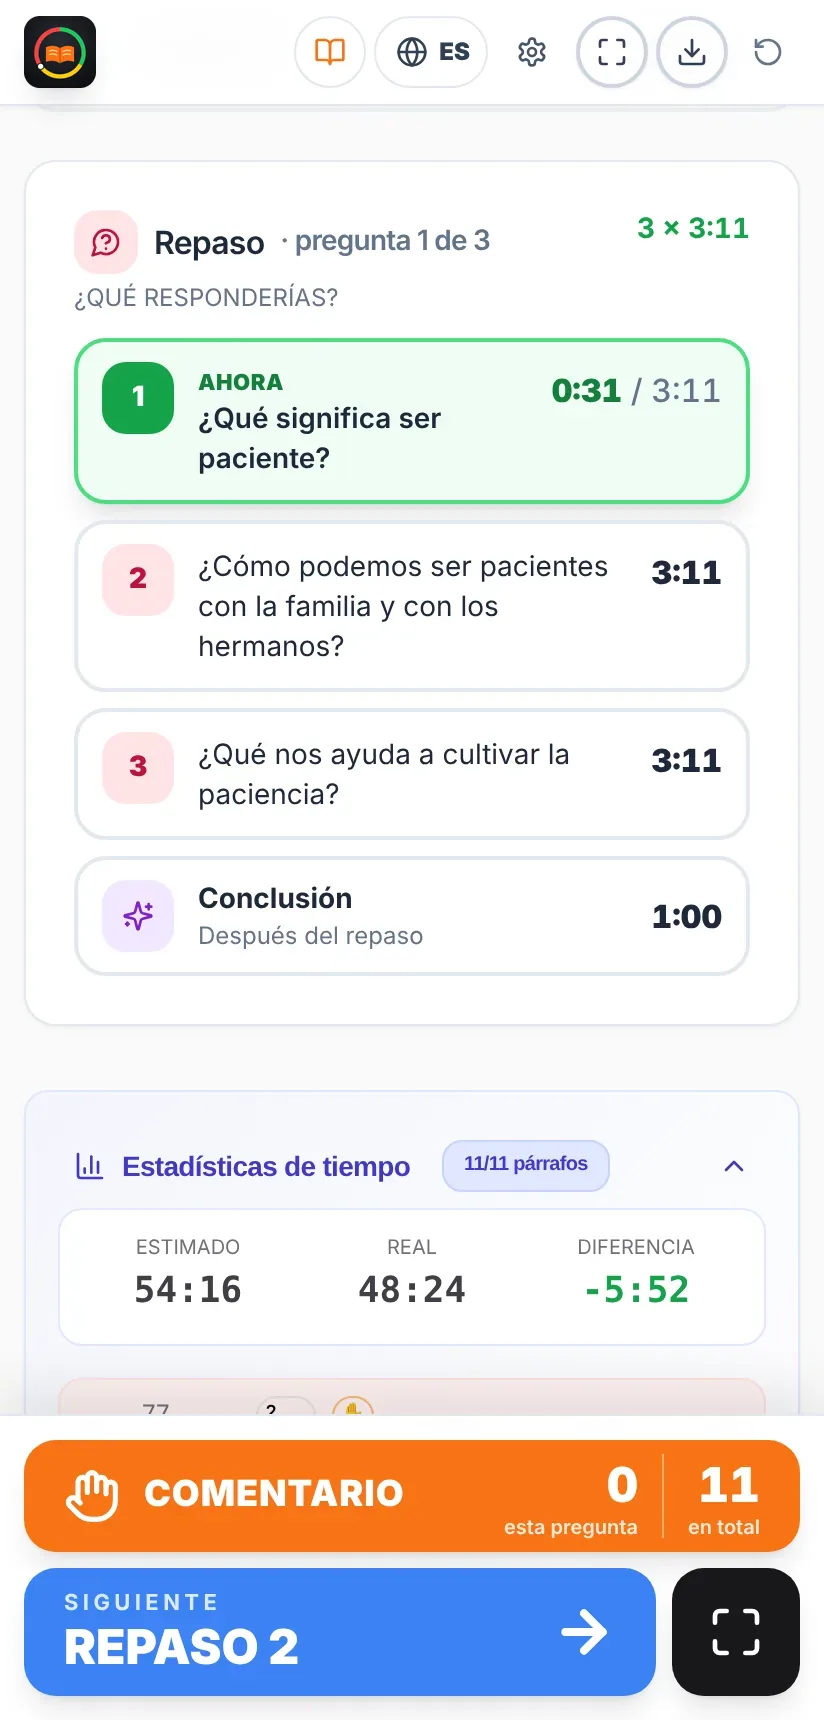 ES
Repaso · pregunta 1 de 3
3 × 3:11
¿QUÉ RESPONDERÍAS?
1
AHORA
0:31 / 3:11
¿Qué significa ser
paciente?
2
¿Cómo podemos ser pacientes
con la familia y con los
hermanos?
3:11
3
¿Qué nos ayuda a cultivar la
paciencia?
3:11
Conclusión
Después del repaso
1:00
Estadísticas de tiempo
11/11 párrafos
ESTIMADO
REAL
DIFERENCIA
54:16
48:24
-5:52
COMENTARIO
0
esta pregunta
11
en total
SIGUIENTE
REPASO 2